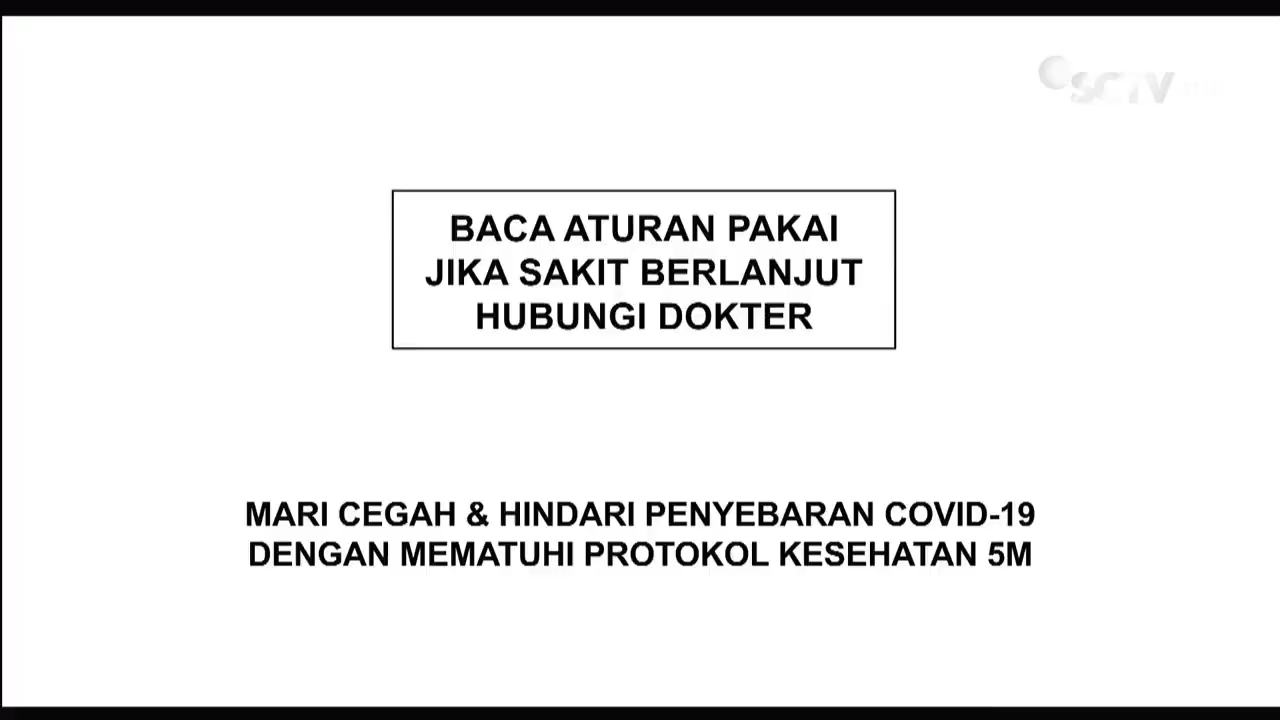 SCTV
BACA ATURAN PAKAI
JIKA SAKIT BERLANJUT
HUBUNGI DOKTER
MARI CEGAH & HINDARI PENYEBARAN COVID-19
DENGAN MEMATUHI PROTOKOL KESEHATAN 5M